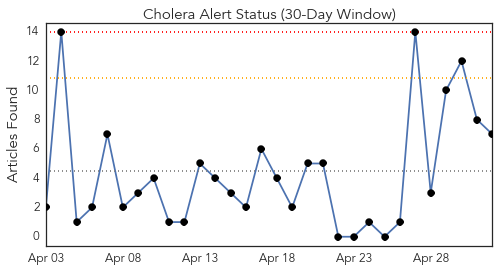 Cholera Alert Status (30-Day Window)
Articles Found
14
12
10
8
6
4
2
0
Apr 03
Apr 08
Apr 13
Apr 18
Apr 23
Apr 28